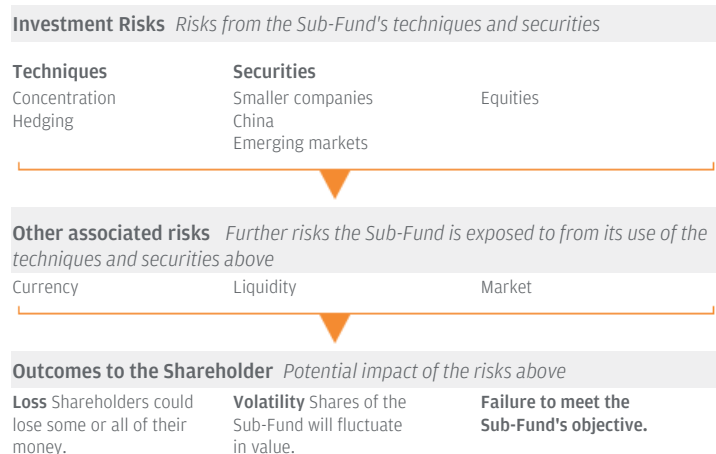 Investment Risks Risks from the Sub-Fund's techniques and securities
Techniques
Concentration
Hedging
Securities
Smaller companies
China
Emerging markets
Equities
Other associated risks Further risks the Sub-Fund is exposed to from its use of the
techniques and securities above
Currency
Liquidity
Market
Outcomes to the Shareholder Potential impact of the risks above
Loss Shareholders could
lose some or all of their
money.
Volatility Shares of the
Sub-Fund will fluctuate
in value.
Failure to meet the
Sub-Fund's objective.